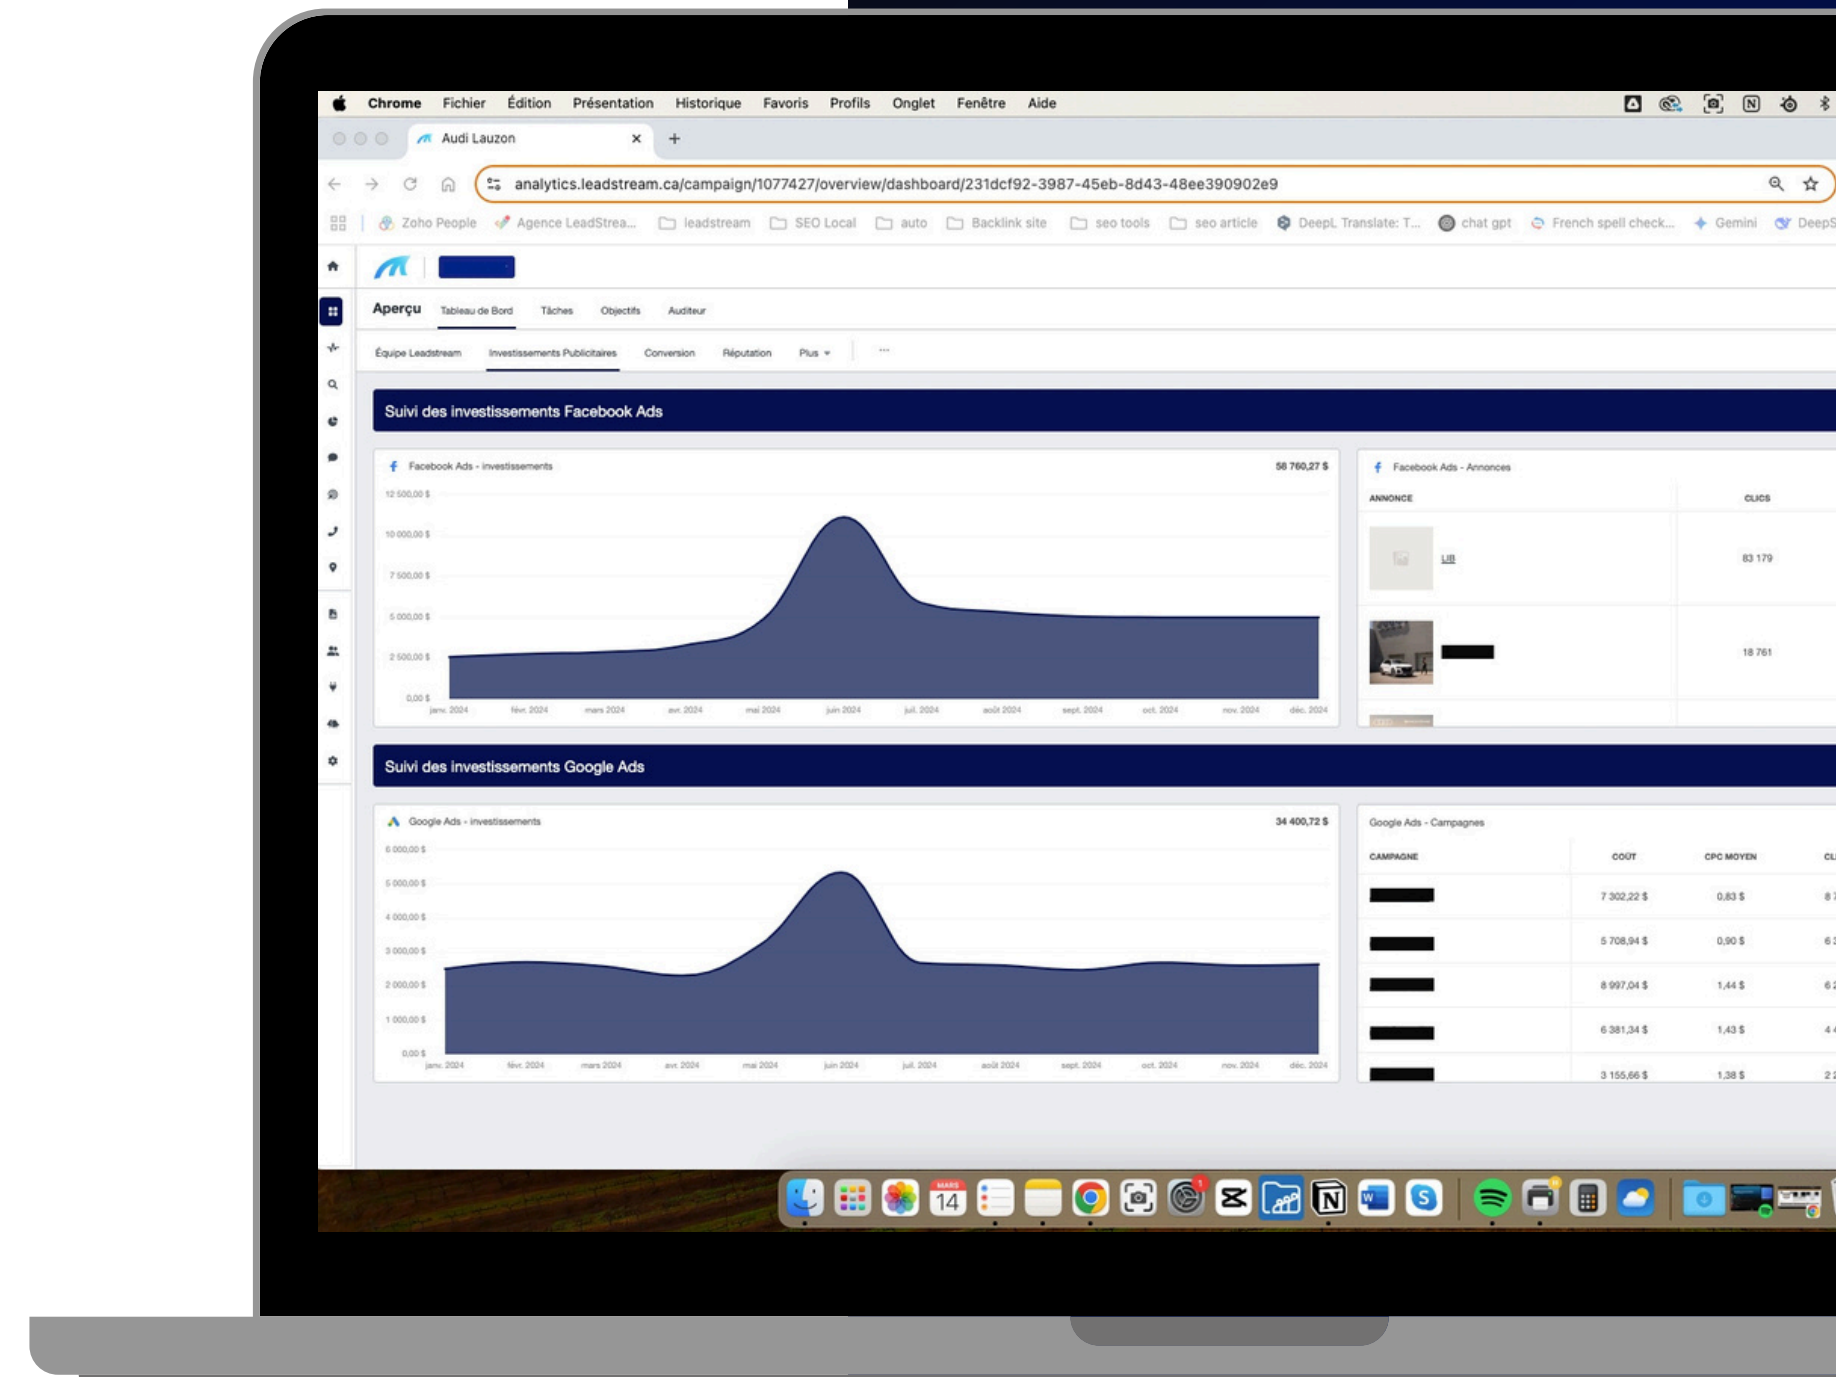 Chrome Fichier Édition Présentation Historique Favoris Profils Onglet Fenêtre Aide
Audi Lauzon
analytics.leadstream.ca/campaign/1077427/overview/dashboard/231dcf92-3987-45eb-8d43-48ee390902e9
Zoho People Agence LeadStrea... leadstream SEO Local auto Backlink site seo tools seo article DeepL Translate: T... chat gpt French spell check... Gemini DeepS
Aperçu Tableau de Bord Tâches Objectifs Auditeur
Équipe Leadstream Investissements Publicitaires Conversion Réputation Plus ...
Suivi des investissements Facebook Ads
Facebook Ads - investissements 58 760,27 $
12 500,00 $
10 000,00 $
7 500,00 $
5 000,00 $
2 500,00 $
0,00 $
janv. 2024 févr. 2024 mars 2024 avr. 2024 mai 2024 juin 2024 juil. 2024 août 2024 sept. 2024 oct. 2024 nov. 2024 déc. 2024
Facebook Ads - Annonces
ANNONCE CLICS
83 179
18 761
Suivi des investissements Google Ads
Google Ads - investissements 34 400,72 $
6 000,00 $
5 000,00 $
4 000,00 $
3 000,00 $
2 000,00 $
1 000,00 $
0,00 $
janv. 2024 févr. 2024 mars 2024 avr. 2024 mai 2024 juin 2024 juil. 2024 août 2024 sept. 2024 oct. 2024 nov. 2024 déc. 2024
Google Ads - Campagnes
CAMPAGNE COÛT CPC MOYEN CL
7 302,22 $ 0,83 $ 8
5 708,94 $ 0,90 $ 6
8 997,04 $ 1,44 $ 6 2
6 381,34 $ 1,43 $ 4
3 155,66 $ 1,38 $ 2 2
MARS
14
1
N
W
S